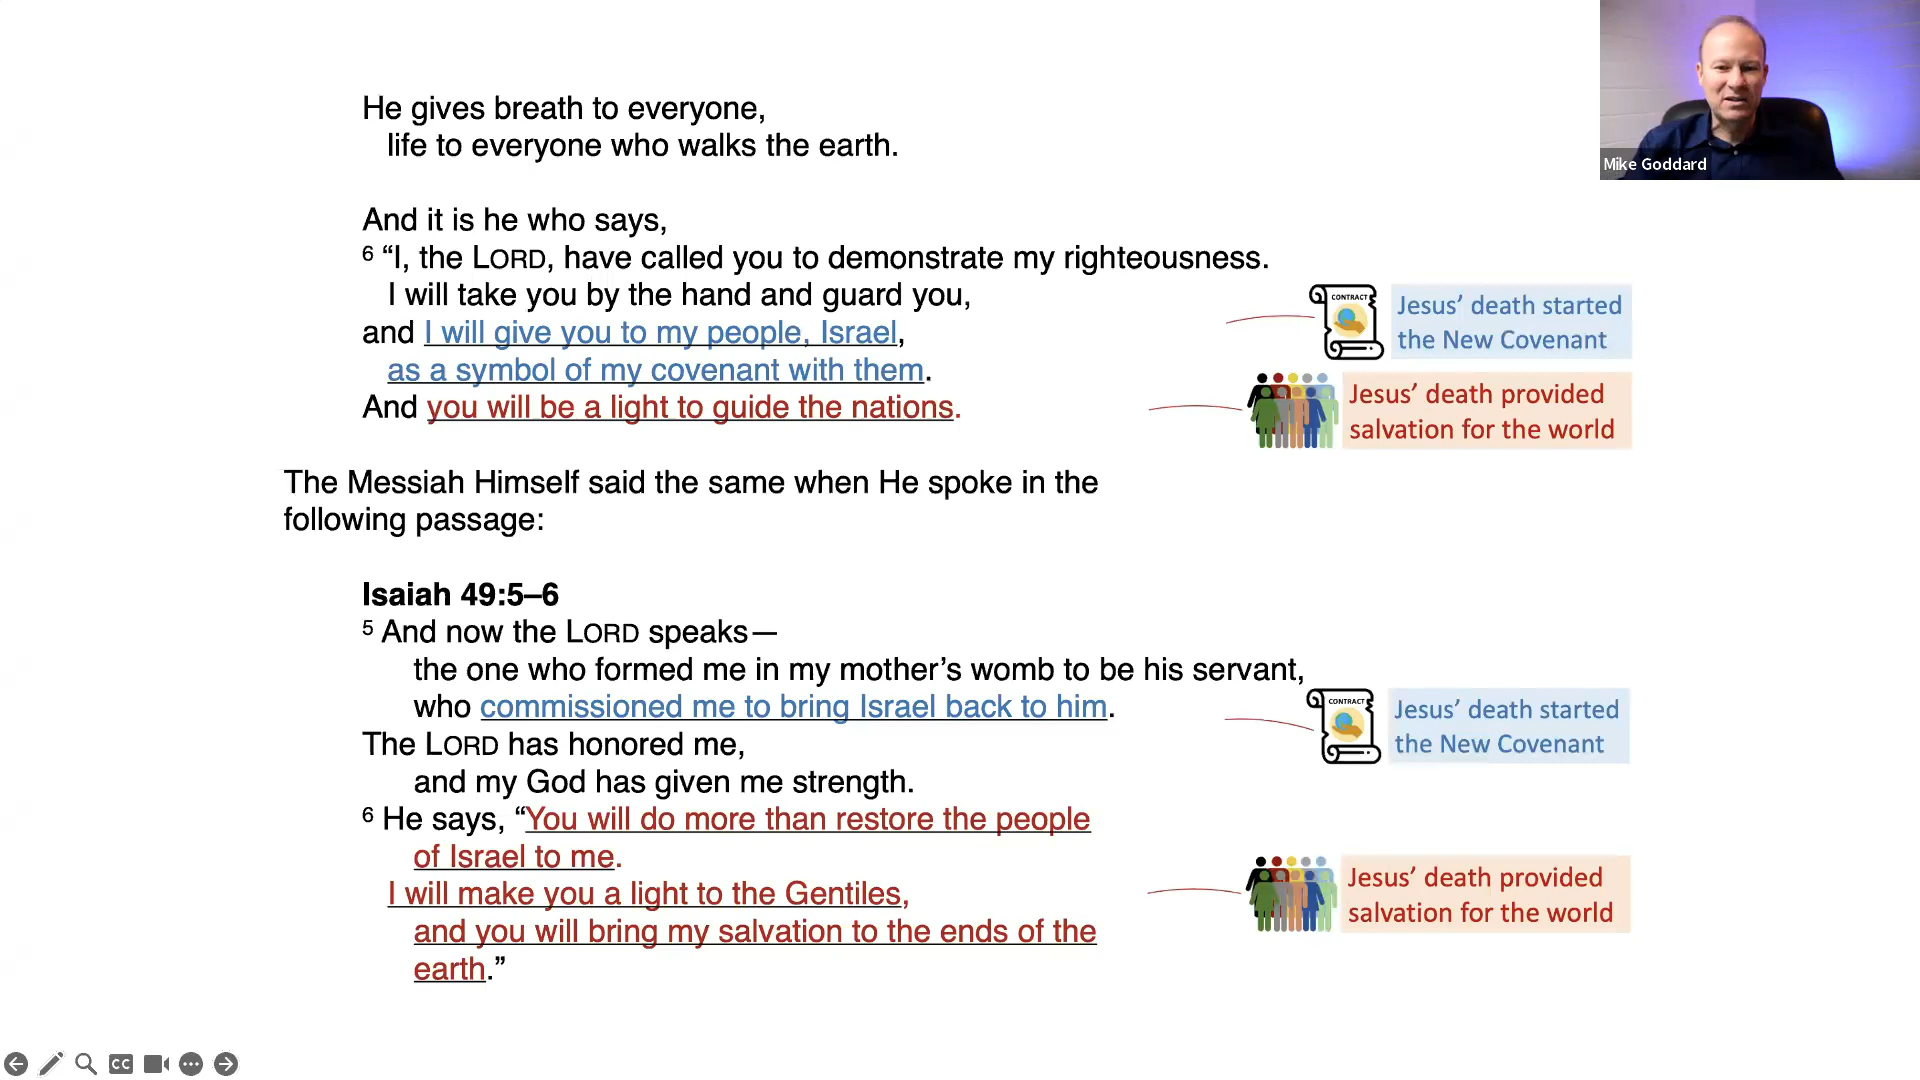 He gives breath to everyone,
life to everyone who walks the earth.
And it is he who says,
6 “I, the LORD, have called you to demonstrate my righteousness.
I will take you by the hand and guard you,
and I will give you to my people, Israel,
as a symbol of my covenant with them.
And you will be a light to guide the nations.
CONTRACT
Jesus’ death started
the New Covenant
Jesus’ death provided
salvation for the world
The Messiah Himself said the same when He spoke in the
following passage:
Isaiah 49:5–6
5 And now the LORD speaks—
the one who formed me in my mother’s womb to be his servant,
who commissioned me to bring Israel back to him.
The LORD has honored me,
and my God has given me strength.
6 He says, “You will do more than restore the people
of Israel to me.
I will make you a light to the Gentiles,
and you will bring my salvation to the ends of the
earth.”
CONTRACT
Jesus’ death started
the New Covenant
Jesus’ death provided
salvation for the world
Mike Goddard
CC